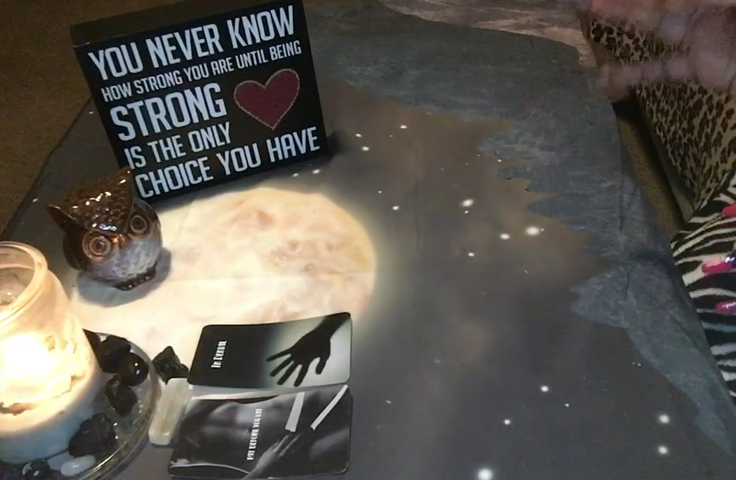 YOU NEVER KNOW
HOW STRONG YOU ARE UNTIL BEING
STRONG
IS THE ONLY
CHOICE YOU HAVE